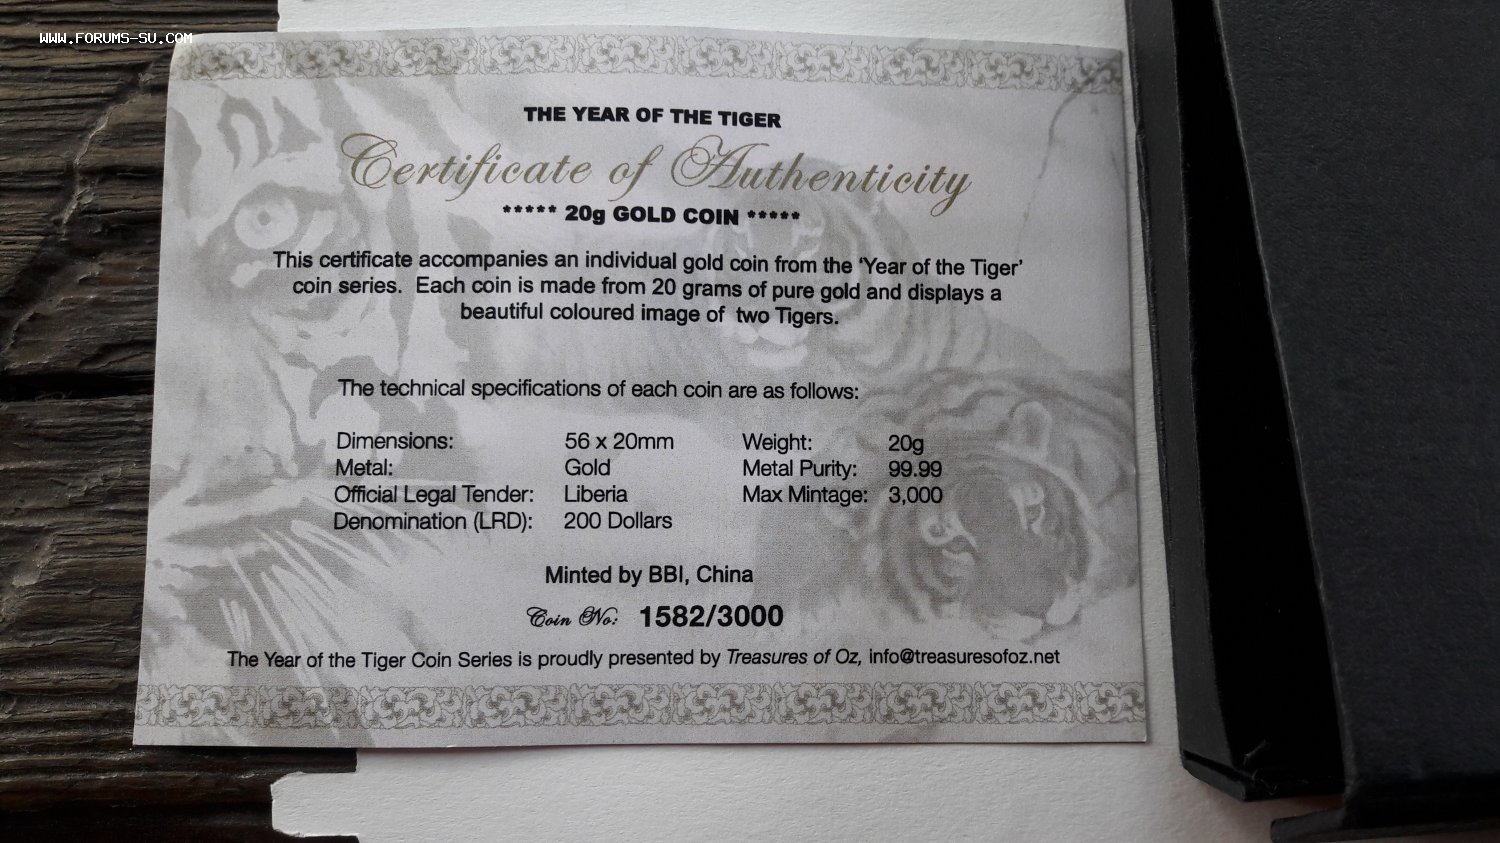 WWW.FORUMS-SU.COM
THE YEAR OF THE TIGER
Certificate of Authenticity
***** 20g GOLD COIN *****
This certificate accompanies an individual gold coin from the 'Year of the Tiger'
coin series. Each coin is made from 20 grams of pure gold and displays a
beautiful coloured image of two Tigers.
The technical specifications of each coin are as follows:
Dimensions: 56 x 20mm Weight: 20g
Metal: Gold Metal Purity: 99.99
Official Legal Tender: Liberia Max Mintage: 3,000
Denomination (LRD): 200 Dollars
Minted by BBI, China
Coin No: 1582/3000
The Year of the Tiger Coin Series is proudly presented by Treasures of Oz, info@treasuresofoz.net